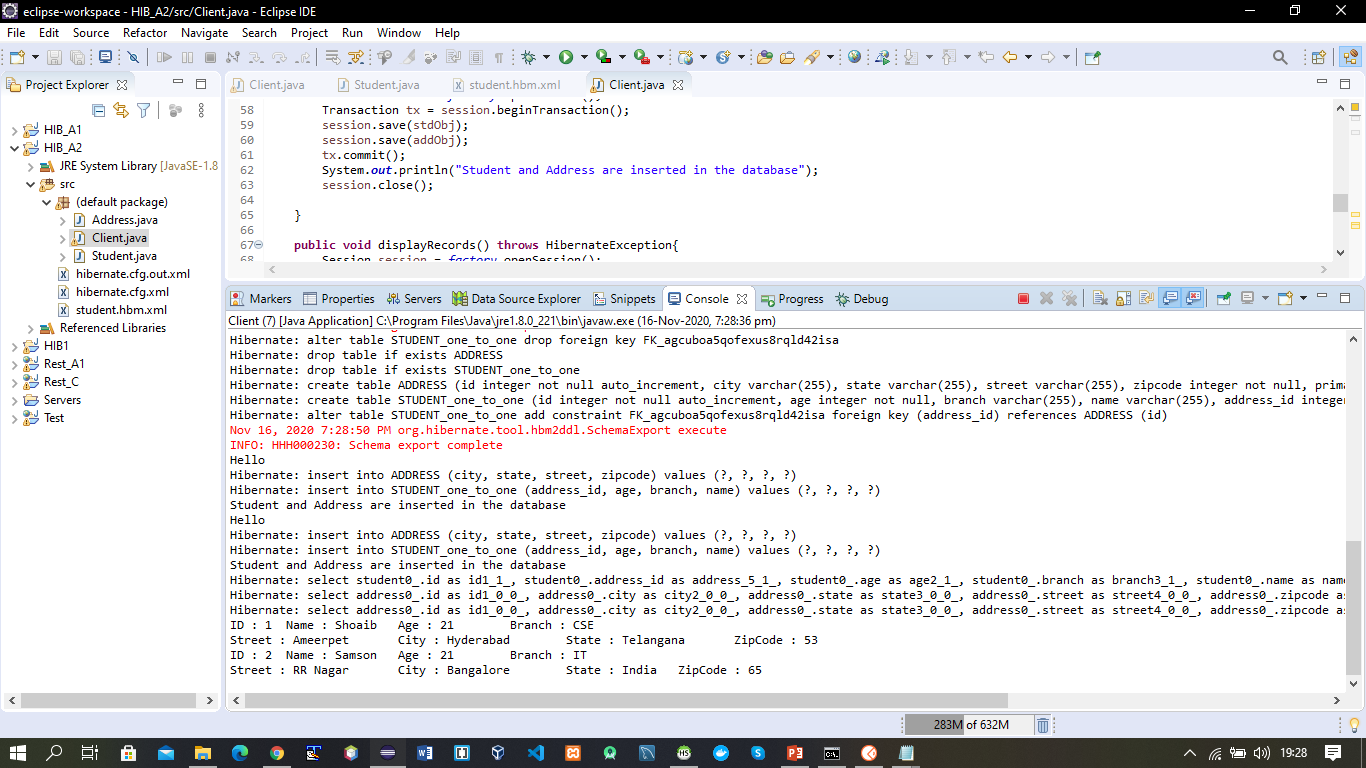 eclipse-workspace - HIB_A2/src/Client.java - Eclipse IDE
File Edit Source Refactor Navigate Search Project Run Window Help
Project Explorer
HIB_A1
HIB_A2
JRE System Library [JavaSE-1.8
src
(default package)
Address.java
Client.java
Student.java
hibernate.cfg.out.xml
hibernate.cfg.xml
student.hbm.xml
Referenced Libraries
HIB1
Rest_A1
Rest_C
Servers
Test
Client.java Student.java student.hbm.xml Client.java
58 Transaction tx = session.beginTransaction();
59 session.save(stdObj);
60 session.save(addObj);
61 tx.commit();
62 System.out.println("Student and Address are inserted in the database");
63 session.close();
64
65 }
66
67 public void displayRecords() throws HibernateException{
68 Session session = factory.openSession();
Markers Properties Servers Data Source Explorer Snippets Console Progress Debug
Client (7) [Java Application] C:\Program Files\Java\jre1.8.0_221\bin\javaw.exe (16-Nov-2020, 7:28:36 pm)
Hibernate: alter table STUDENT_one_to_one drop foreign key FK_agcuboa5qofexus8rqld42isa
Hibernate: drop table if exists ADDRESS
Hibernate: drop table if exists STUDENT_one_to_one
Hibernate: create table ADDRESS (id integer not null auto_increment, city varchar(255), state varchar(255), street varchar(255), zipcode integer not null, prima
Hibernate: create table STUDENT_one_to_one (id integer not null auto_increment, age integer not null, branch varchar(255), name varchar(255), address_id intege
Hibernate: alter table STUDENT_one_to_one add constraint FK_agcuboa5qofexus8rqld42isa foreign key (address_id) references ADDRESS (id)
Nov 16, 2020 7:28:50 PM org.hibernate.tool.hbm2ddl.SchemaExport execute
INFO: HHH000230: Schema export complete
Hello
Hibernate: insert into ADDRESS (city, state, street, zipcode) values (?, ?, ?, ?)
Hibernate: insert into STUDENT_one_to_one (address_id, age, branch, name) values (?, ?, ?, ?)
Student and Address are inserted in the database
Hello
Hibernate: insert into ADDRESS (city, state, street, zipcode) values (?, ?, ?, ?)
Hibernate: insert into STUDENT_one_to_one (address_id, age, branch, name) values (?, ?, ?, ?)
Student and Address are inserted in the database
Hibernate: select student0_.id as id1_1_, student0_.address_id as address_5_1_, student0_.age as age2_1_, student0_.branch as branch3_1_, student0_.name as nam
Hibernate: select address0_.id as id1_0_0_, address0_.city as city2_0_0_, address0_.state as state3_0_0_, address0_.street as street4_0_0_, address0_.zipcode as
Hibernate: select address0_.id as id1_0_0_, address0_.city as city2_0_0_, address0_.state as state3_0_0_, address0_.street as street4_0_0_, address0_.zipcode as
ID : 1 Name : Shoaib Age : 21 Branch : CSE
Street : Ameerpet City : Hyderabad State : Telangana ZipCode : 53
ID : 2 Name : Samson Age : 21 Branch : IT
Street : RR Nagar City : Bangalore State : India ZipCode : 65
283M of 632M
19:28